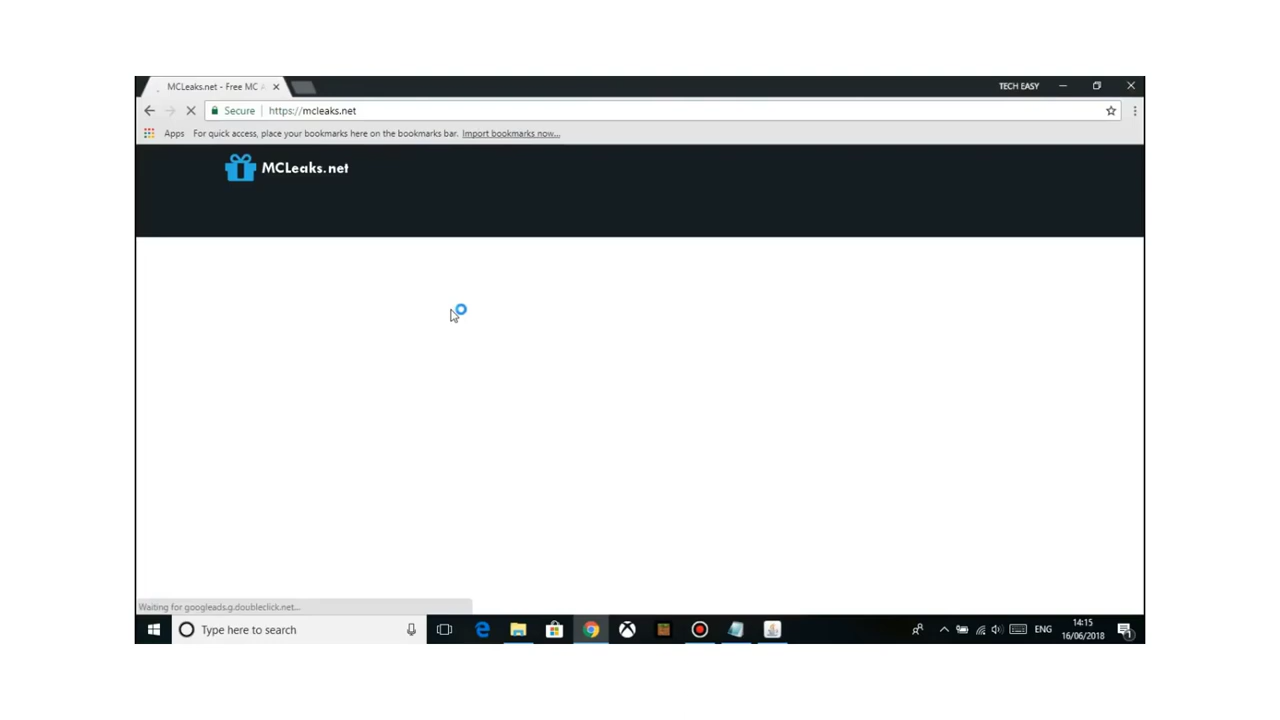 MCLeaks.net - Free MC A
TECH EASY
Secure
https://mcleaks.net
Apps
For quick access, place your bookmarks here on the bookmarks bar. Import bookmarks now...
MCLeaks.net
Waiting for googleads.g.doubleclick.net...
Type here to search
ENG
14:15
16/06/2018
1